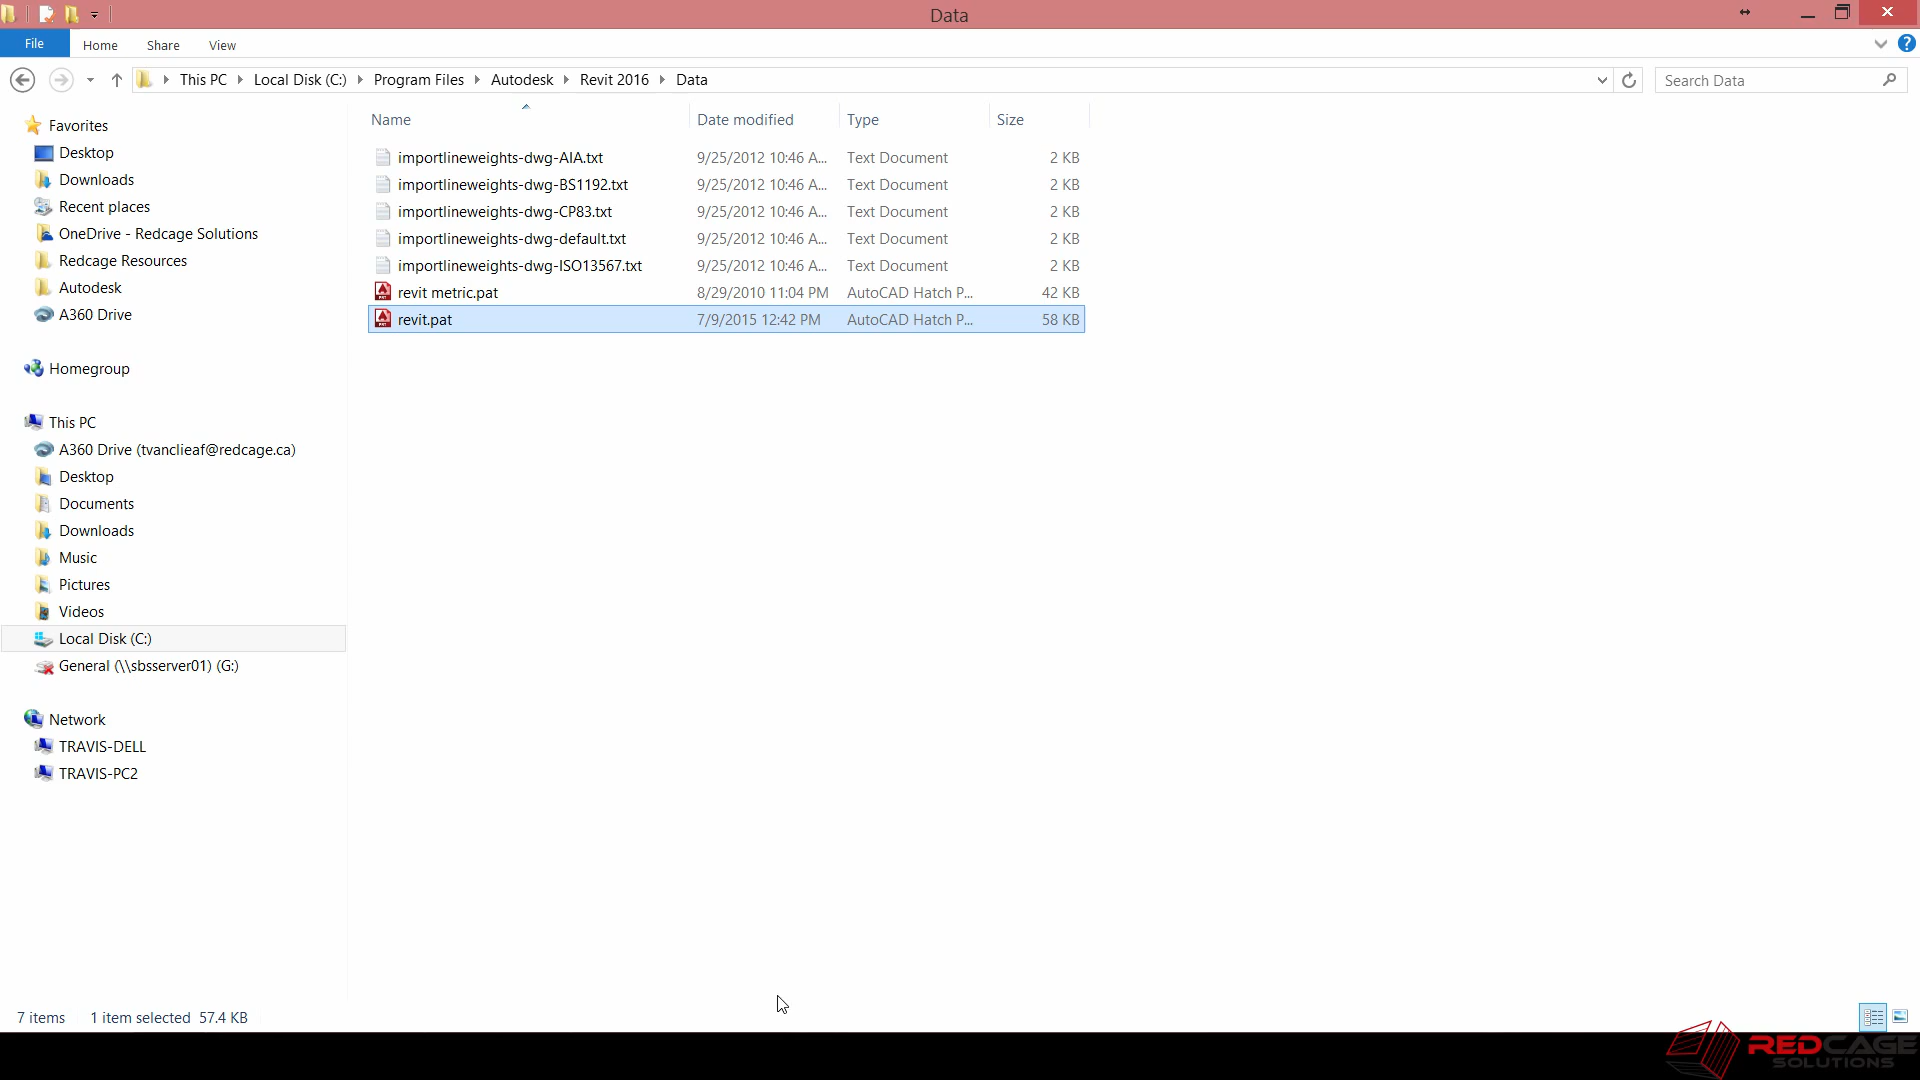 Data
File Home Share View
This PC Local Disk (C:) Program Files Autodesk Revit 2016 Data Search Data
Name Date modified Type Size
Favorites
Desktop
Downloads
Recent places
OneDrive - Redcage Solutions
Redcage Resources
Autodesk
A360 Drive
Homegroup
This PC
A360 Drive (tvanclieaf@redcage.ca)
Desktop
Documents
Downloads
Music
Pictures
Videos
Local Disk (C:)
General (\\sbsserver01) (G:)
Network
TRAVIS-DELL
TRAVIS-PC2
importlineweights-dwg-AIA.txt 9/25/2012 10:46 A... Text Document 2 KB
importlineweights-dwg-BS1192.txt 9/25/2012 10:46 A... Text Document 2 KB
importlineweights-dwg-CP83.txt 9/25/2012 10:46 A... Text Document 2 KB
importlineweights-dwg-default.txt 9/25/2012 10:46 A... Text Document 2 KB
importlineweights-dwg-ISO13567.txt 9/25/2012 10:46 A... Text Document 2 KB
revit metric.pat 8/29/2010 11:04 PM AutoCAD Hatch P... 42 KB
revit.pat 7/9/2015 12:42 PM AutoCAD Hatch P... 58 KB
7 items 1 item selected 57.4 KB
REDCAGE
SOLUTIONS